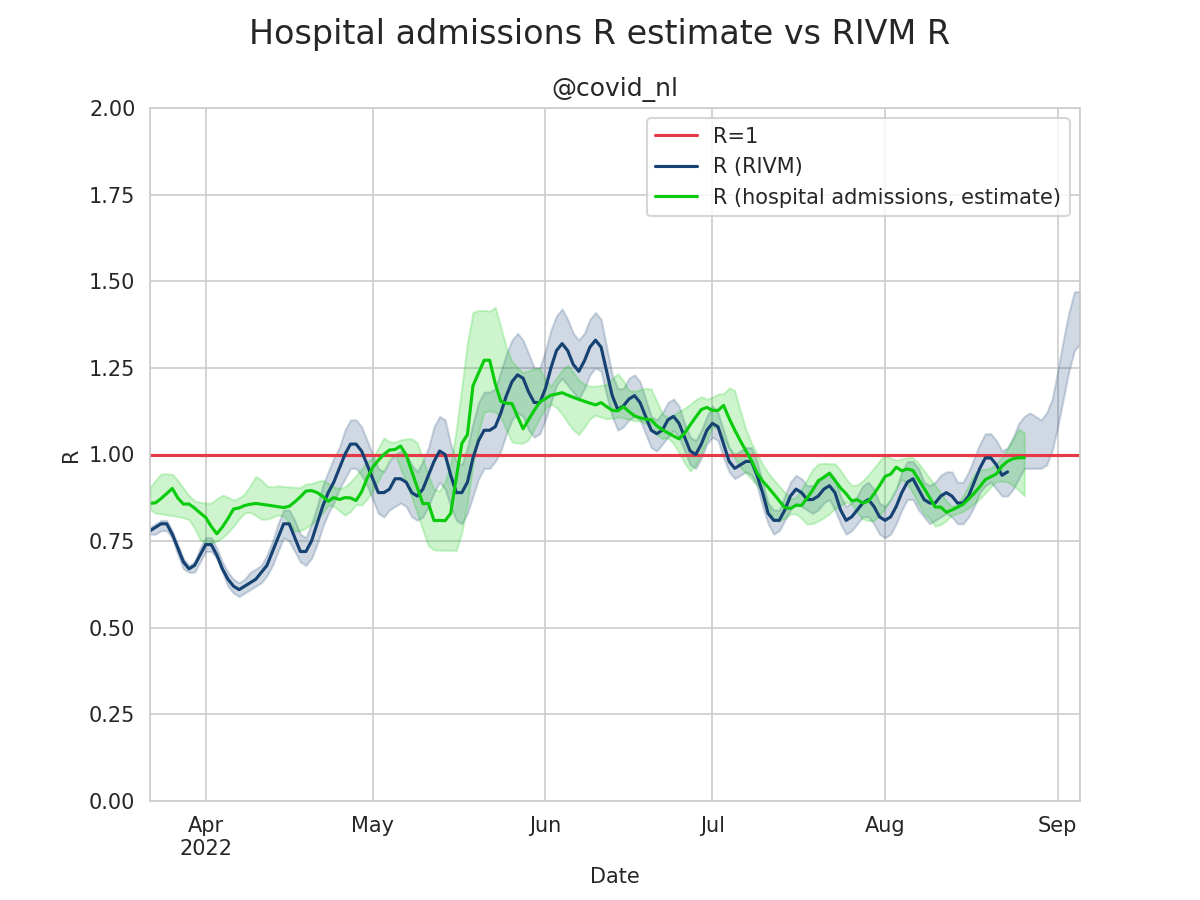 Hospital admissions R estimate vs RIVM R
@covid_nl
R=1
R (RIVM)
R (hospital admissions, estimate)
2.00
1.75
1.50
1.25
1.00
0.75
0.50
0.25
0.00
R
Apr May Jun Jul Aug Sep
2022
Date